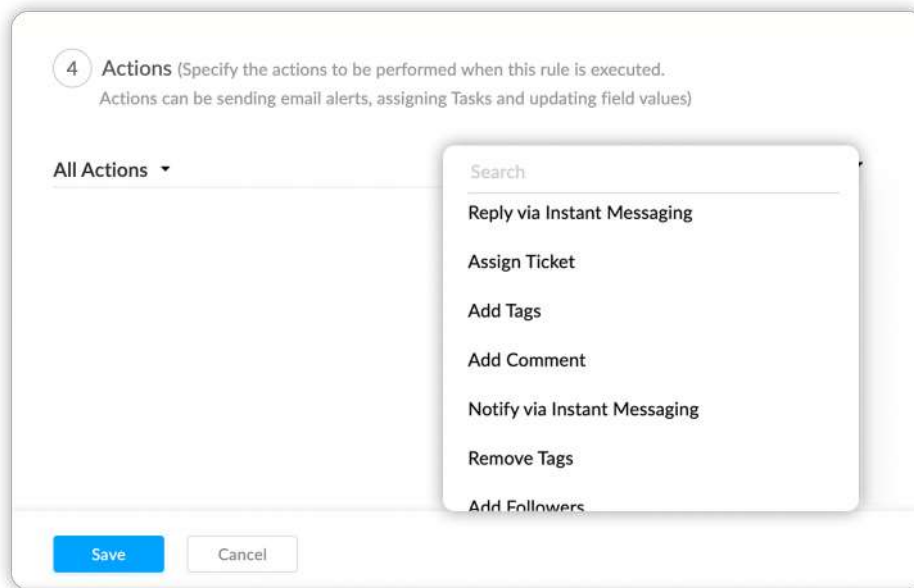 4 Actions (Specify the actions to be performed when this rule is executed.
Actions can be sending email alerts, assigning Tasks and updating field values)
All Actions
Search
Reply via Instant Messaging
Assign Ticket
Add Tags
Add Comment
Notify via Instant Messaging
Remove Tags
Add Followers
Save
Cancel